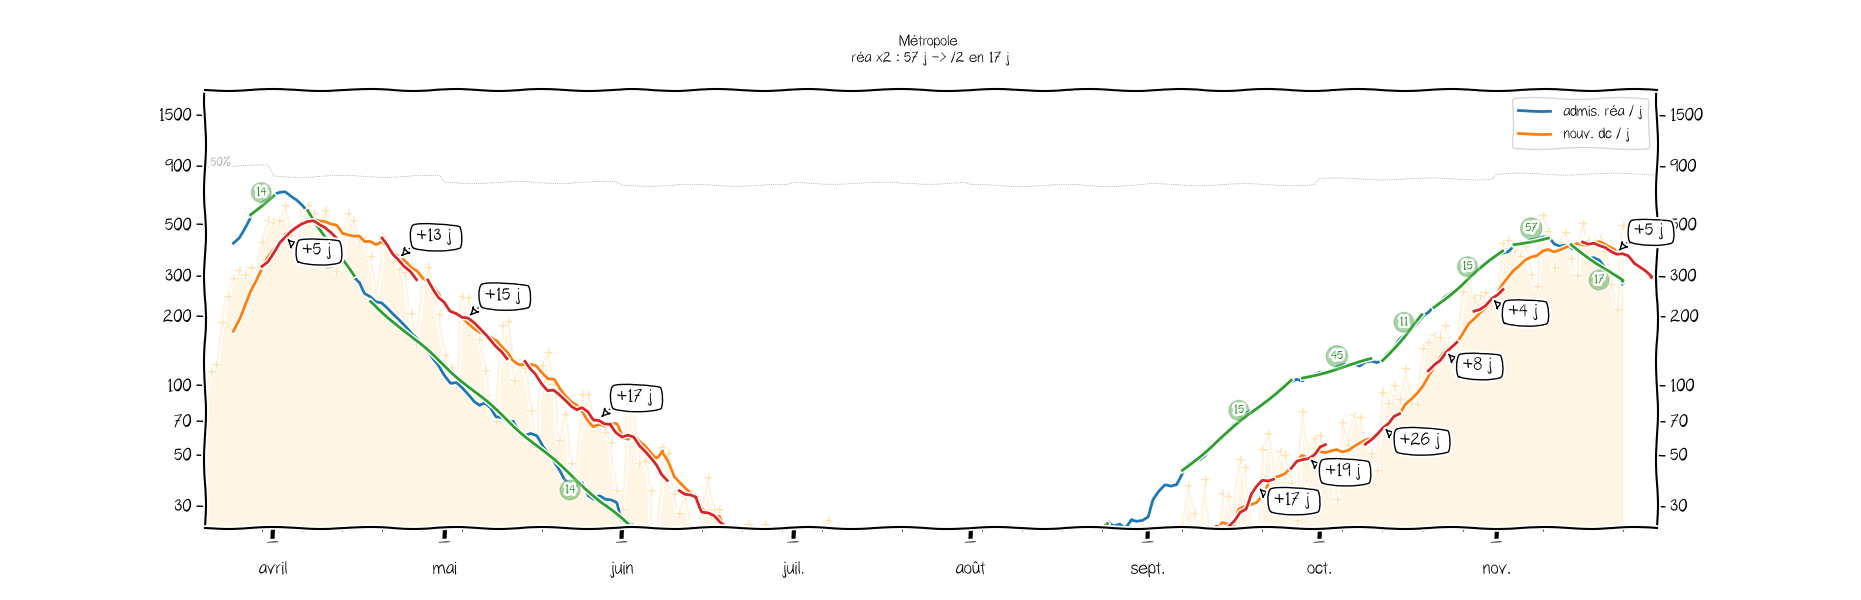 Métropole
réa x2 : 57 j -> /2 en 17 j
1500
900
500
300
200
100
70
50
30
50%
14
+5 j
+13 j
+15 j
+17 j
14
15
45
11
15
57
17
+17 j
+19 j
+26 j
+8 j
+4 j
+5 j
admis. réa / j
nouv. dc / j
1500
900
500
300
200
100
70
50
30
avril
mai
juin
juil.
août
sept.
oct.
nov.